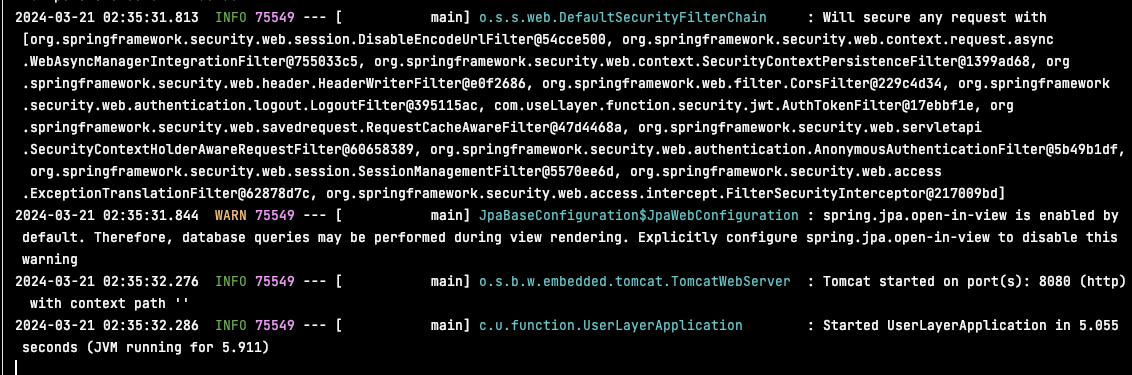 2024-03-21 02:35:31.813  INFO 75549 --- [           main] o.s.s.web.DefaultSecurityFilterChain     : Will secure any request with
[org.springframework.security.web.session.DisableEncodeUrlFilter@54cce500, org.springframework.security.web.context.request.async
.WebAsyncManagerIntegrationFilter@755033c5, org.springframework.security.web.context.SecurityContextPersistenceFilter@1399ad68, org
.springframework.security.web.header.HeaderWriterFilter@e0f2686, org.springframework.web.filter.CorsFilter@229c4d34, org.springframework
.security.web.authentication.logout.LogoutFilter@395115ac, com.useLlayer.function.security.jwt.AuthTokenFilter@17ebbf1e, org
.springframework.security.web.savedrequest.RequestCacheAwareFilter@47d4468a, org.springframework.security.web.servletapi
.SecurityContextHolderAwareRequestFilter@60658389, org.springframework.security.web.authentication.AnonymousAuthenticationFilter@5b49b1df,
org.springframework.security.web.session.SessionManagementFilter@5570ee6d, org.springframework.security.web.access
.ExceptionTranslationFilter@62878d7c, org.springframework.security.web.access.intercept.FilterSecurityInterceptor@217009bd]
2024-03-21 02:35:31.844  WARN 75549 --- [           main] JpaBaseConfiguration$JpaWebConfiguration : spring.jpa.open-in-view is enabled by
default. Therefore, database queries may be performed during view rendering. Explicitly configure spring.jpa.open-in-view to disable this
warning
2024-03-21 02:35:32.276  INFO 75549 --- [           main] o.s.b.w.embedded.tomcat.TomcatWebServer  : Tomcat started on port(s): 8080 (http)
with context path ''
2024-03-21 02:35:32.286  INFO 75549 --- [           main] c.u.function.UserLayerApplication        : Started UserLayerApplication in 5.055
seconds (JVM running for 5.911)